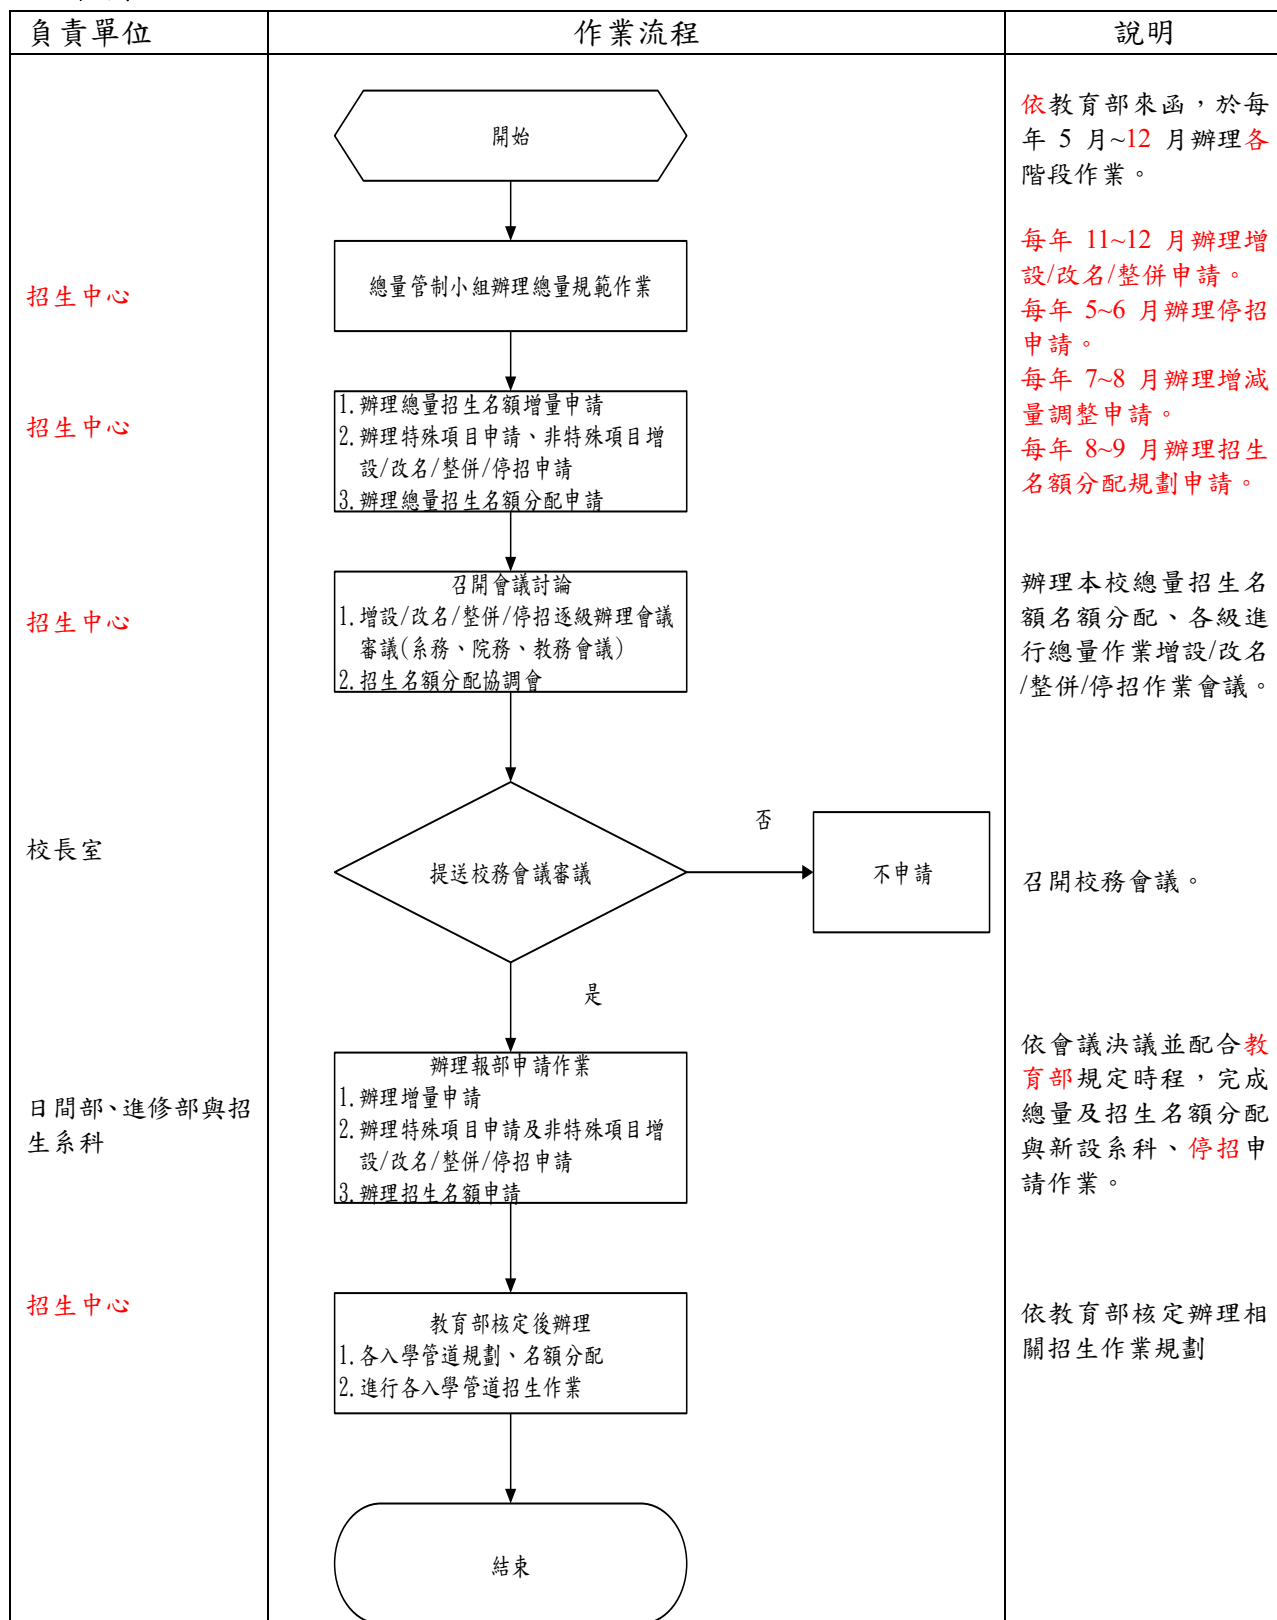 負責單位
作業流程
說明
開始
依教育部來函，於每
年 5 月~12 月辦理各
階段作業。
招生中心
總量管制小組辦理總量規範作業
每年 11~12 月辦理增
設/改名/整併申請。
每年 5~6 月辦理停招
申請。
每年 7~8 月辦理增減
量調整申請。
每年 8~9 月辦理招生
名額分配規劃申請。
招生中心
1.辦理總量招生名額增量申請
2.辦理特殊項目申請、非特殊項目增
設/改名/整併/停招申請
3.辦理總量招生名額分配申請
招生中心
召開會議討論
1.增設/改名/整併/停招逐級辦理會議
審議(系務、院務、教務會議)
2.招生名額分配協調會
辦理本校總量招生名
額名額分配、各級進
行總量作業增設/改名
/整併/停招作業會議。
校長室
提送校務會議審議
否
不申請
召開校務會議。
是
日間部、進修部與招
生系科
辦理報部申請作業
1.辦理增量申請
2.辦理特殊項目申請及非特殊項目增
設/改名/整併/停招申請
3.辦理招生名額申請
依會議決議並配合教
育部規定時程，完成
總量及招生名額分配
與新設系科、停招申
請作業。
招生中心
教育部核定後辦理
1.各入學管道規劃、名額分配
2.進行各入學管道招生作業
依教育部核定辦理相
關招生作業規劃
結束